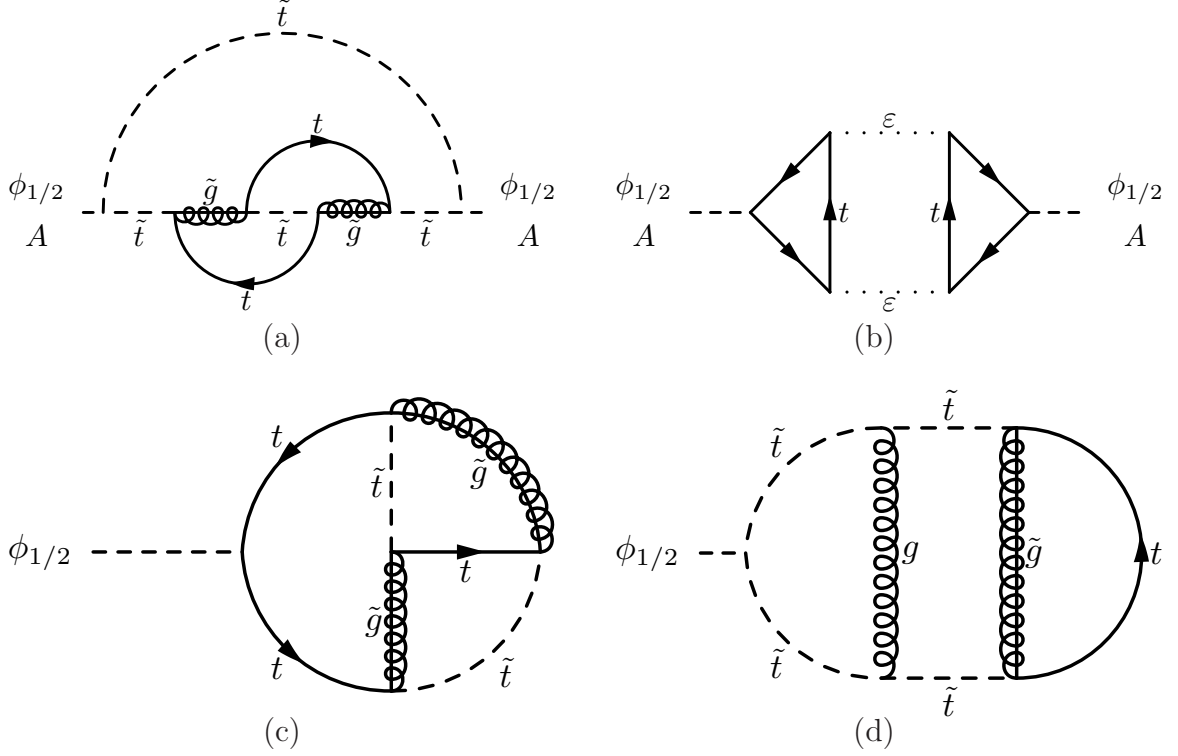 t̃
t
ϕ1/2 g̃ ϕ1/2
A t̃ t̃ g̃ t̃ A
t
(a)
ε
ϕ1/2 t t ϕ1/2
A A
ε
(b)
t g̃
t̃
ϕ1/2 t
g̃
t t̃
(c)
t̃
t̃
ϕ1/2 g g̃ t
t̃
t̃
(d)